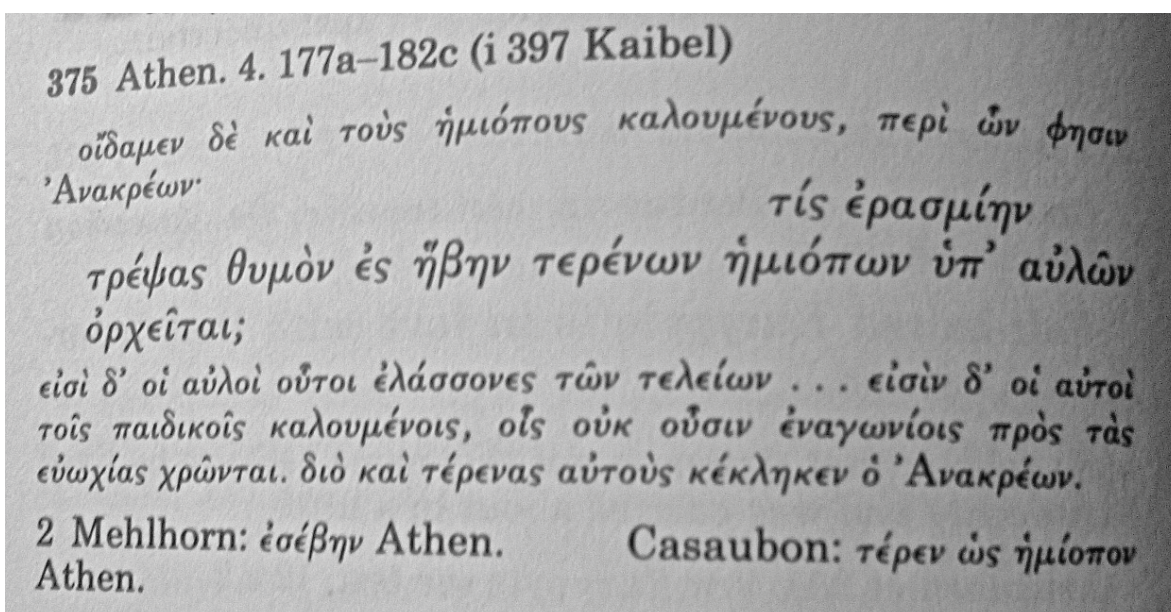 375 Athen. 4. 177a–182c (i 397 Kaibel)
οἴδαμεν δὲ καὶ τοὺς ἡμιόπους καλουμένους, περὶ ὧν φησιν
Ἀνακρέων·
τίς ἐρασμίην
τρέψας θυμὸν ἐς ἥβην τερένων ἡμιόπων ὑπ’ αὐλῶν
ὀρχεῖται;
εἰσὶ δ’ οἱ αὐλοὶ οὗτοι ἐλάσσονες τῶν τελείων . . . εἰσὶν δ’ οἱ αὐτοὶ
τοῖς παιδικοῖς καλουμένοις, οἷς οὐκ οὖσιν ἐναγωνίοις πρὸς τὰς
εὐωχίας χρῶνται. διὸ καὶ τέρενας αὐτοὺς κέκληκεν ὁ Ἀνακρέων.
2 Mehlhorn: ἐσέβην Athen. Casaubon: τέρεν ὡς ἡμίοπον
Athen.